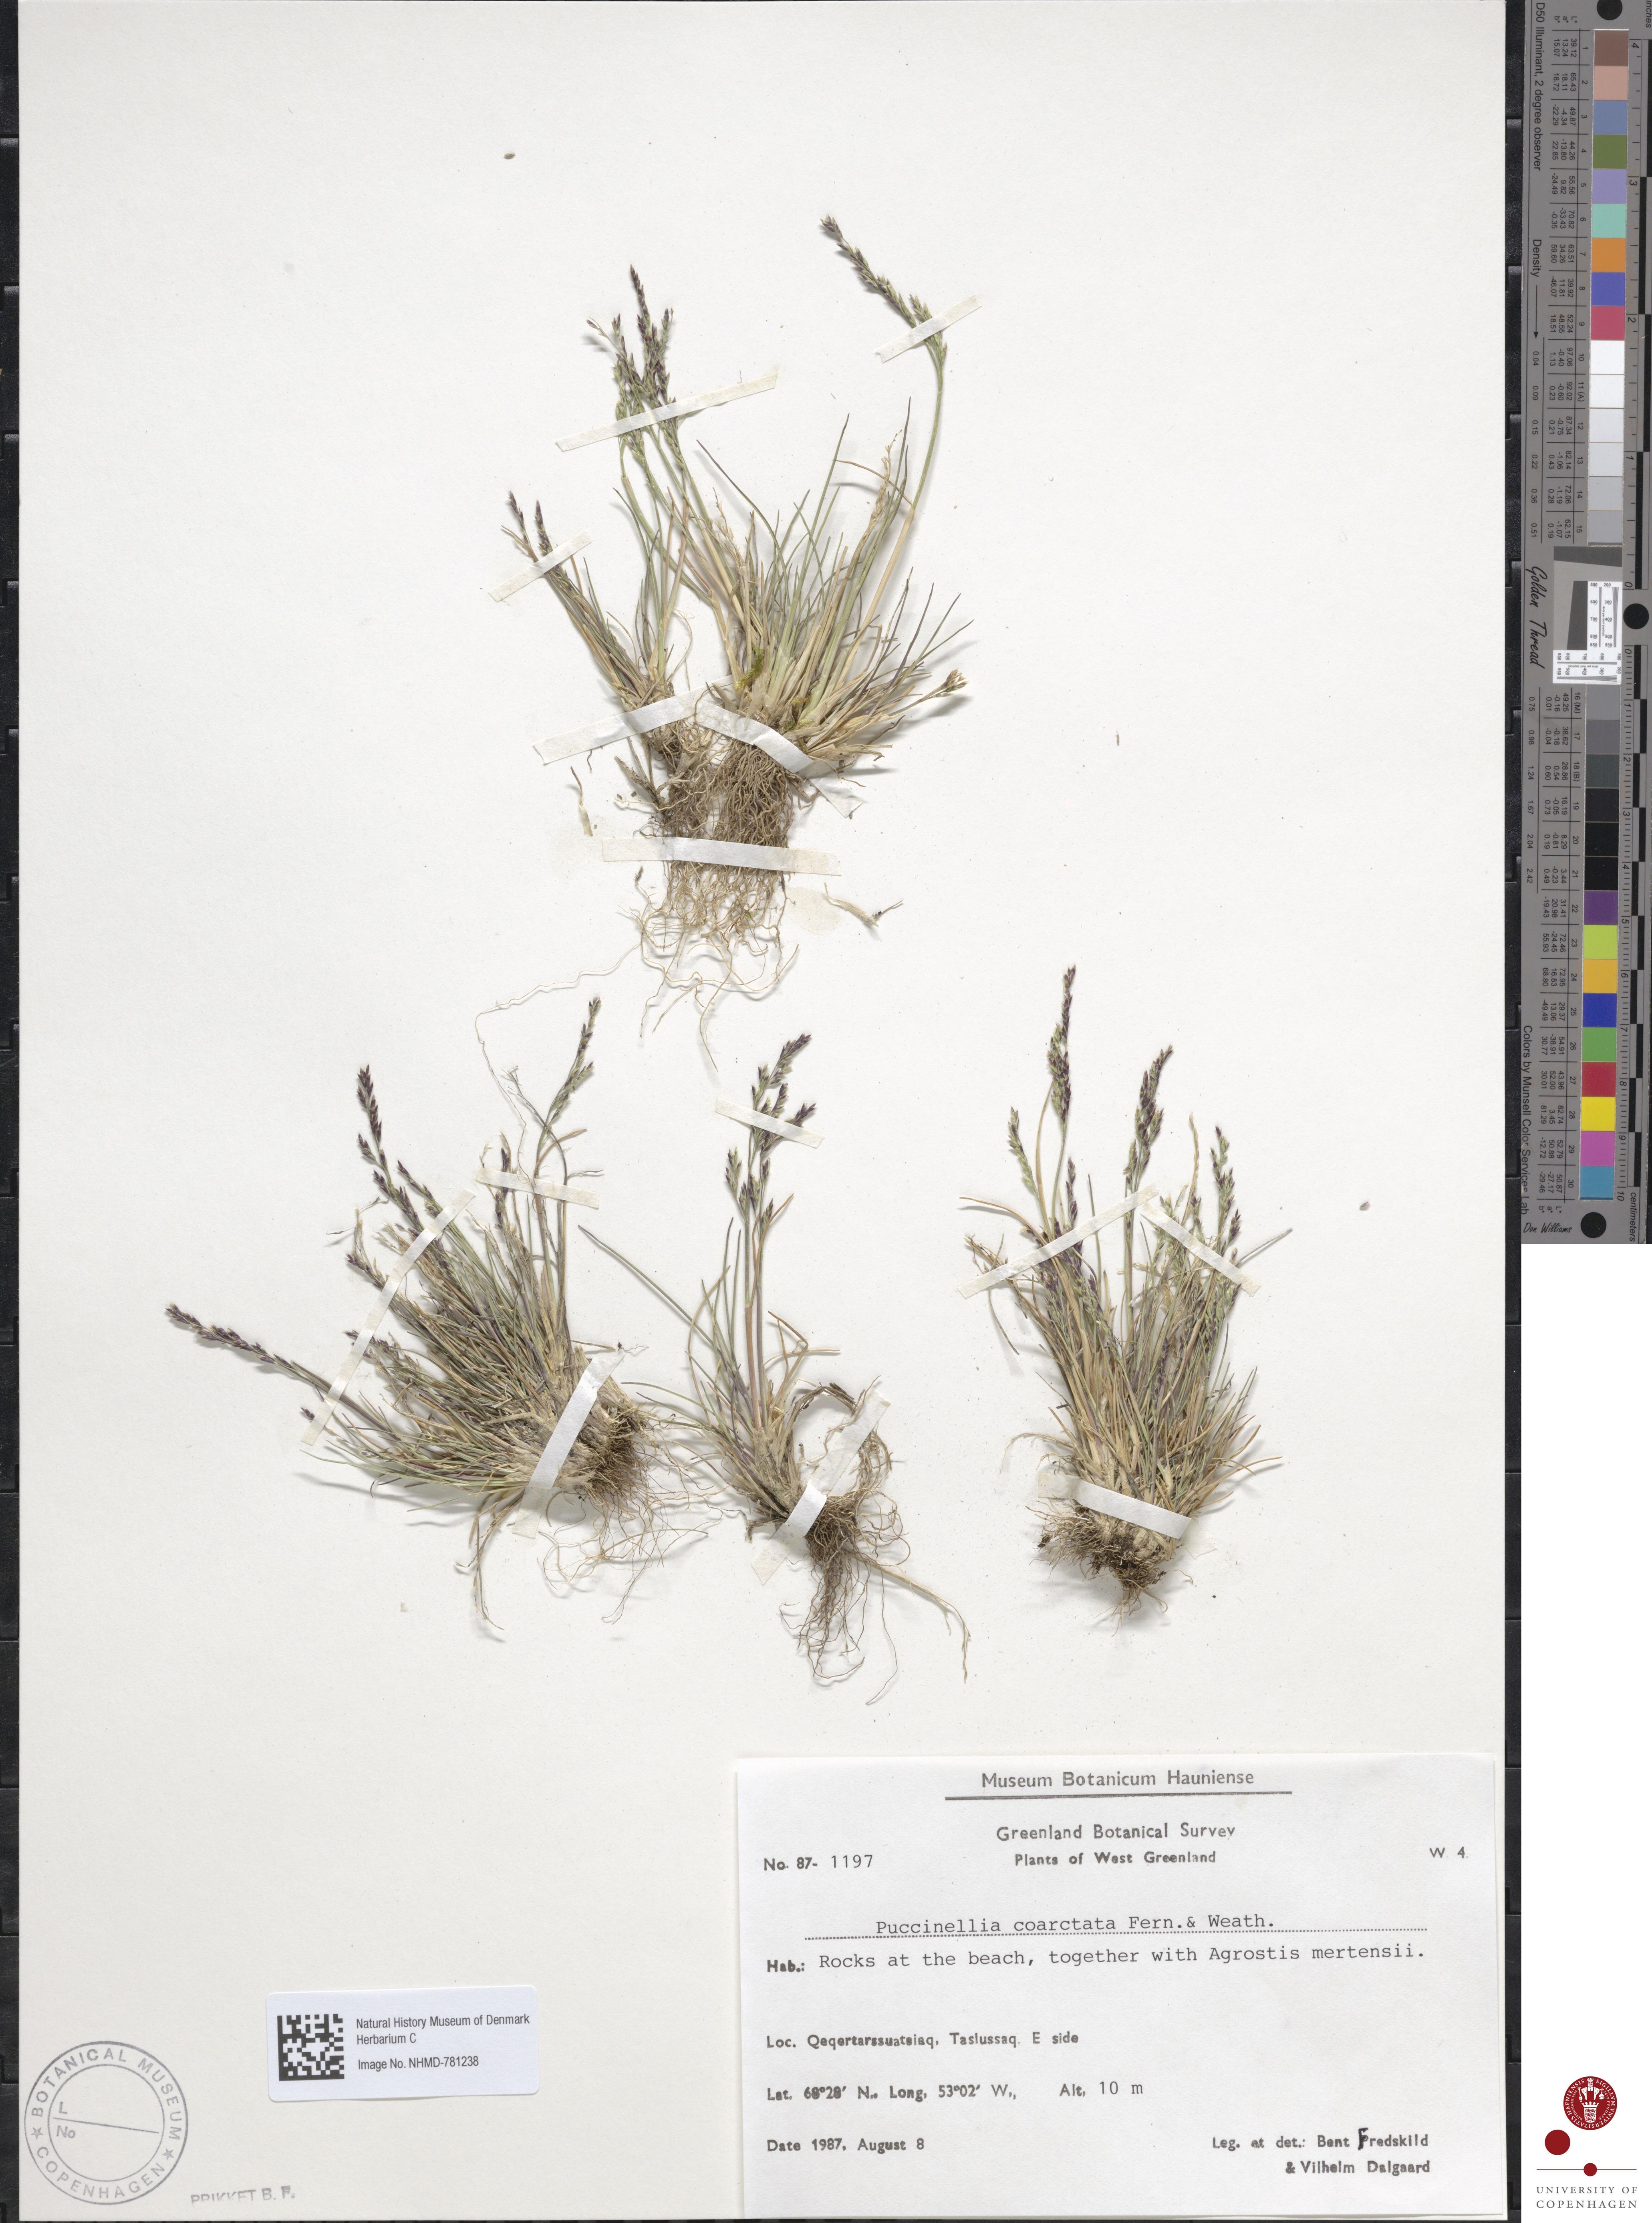 Museum Botanicum Hauniense
Greenland Botanical Survey
No. 87- 1197
Plants of West Greenland
W. 4.
Puccinellia coarctata Fern.& Weath.
Hab.: Rocks at the beach, together with Agrostis mertensii.
Loc. Qeqertarssuatsiaq, Taslussaq. E side
Lat. 68°28' N., Long, 53°02' W., Alt, 10 m
Date 1987, August 8
Leg. et det.: Bent Fredskild
& Vilhelm Dalgaard
Natural History Museum of Denmark
Herbarium C
Image No. NHMD-781238
BOTANICAL MUSEUM
COPENHAGEN
L
No
PRIKKET B. F.
UNIVERSITY OF
COPENHAGEN
D50 Illuminant, 2 degree observer
Density
Golden Thread
Colors by Munsell Color Services Lab
Don Williams
inches
centimeters